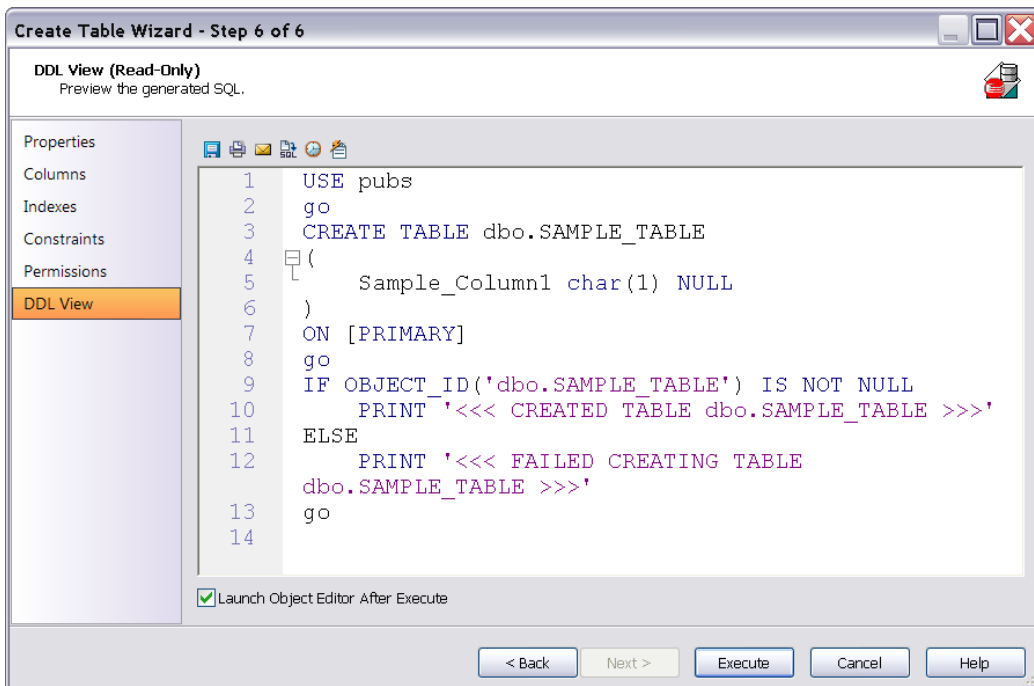 Create Table Wizard - Step 6 of 6
DDL View (Read-Only)
Preview the generated SQL.
Properties
Columns
Indexes
Constraints
Permissions
DDL View
SQL
1 USE pubs
2 go
3 CREATE TABLE dbo.SAMPLE_TABLE
4 (
5 Sample_Column1 char(1) NULL
6 )
7 ON [PRIMARY]
8 go
9 IF OBJECT_ID('dbo.SAMPLE_TABLE') IS NOT NULL
10 PRINT '<<< CREATED TABLE dbo.SAMPLE_TABLE >>>'
11 ELSE
12 PRINT '<<< FAILED CREATING TABLE
dbo.SAMPLE_TABLE >>>'
13 go
14
Launch Object Editor After Execute
< Back Next > Execute Cancel Help